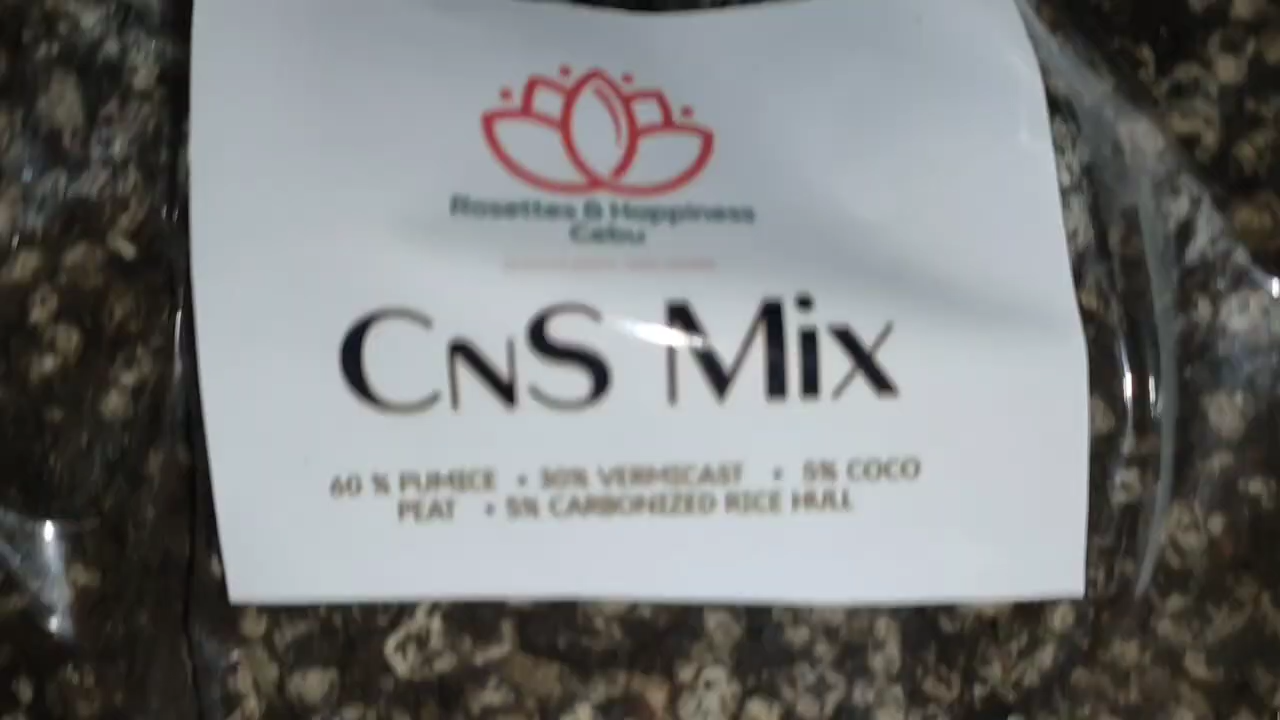 Rosettes & Happiness
Cebu
CNS Mix
60 % PUMICE • 30% VERMICAST • 5% COCO
PEAT • 5% CARBONIZED RICE HULL